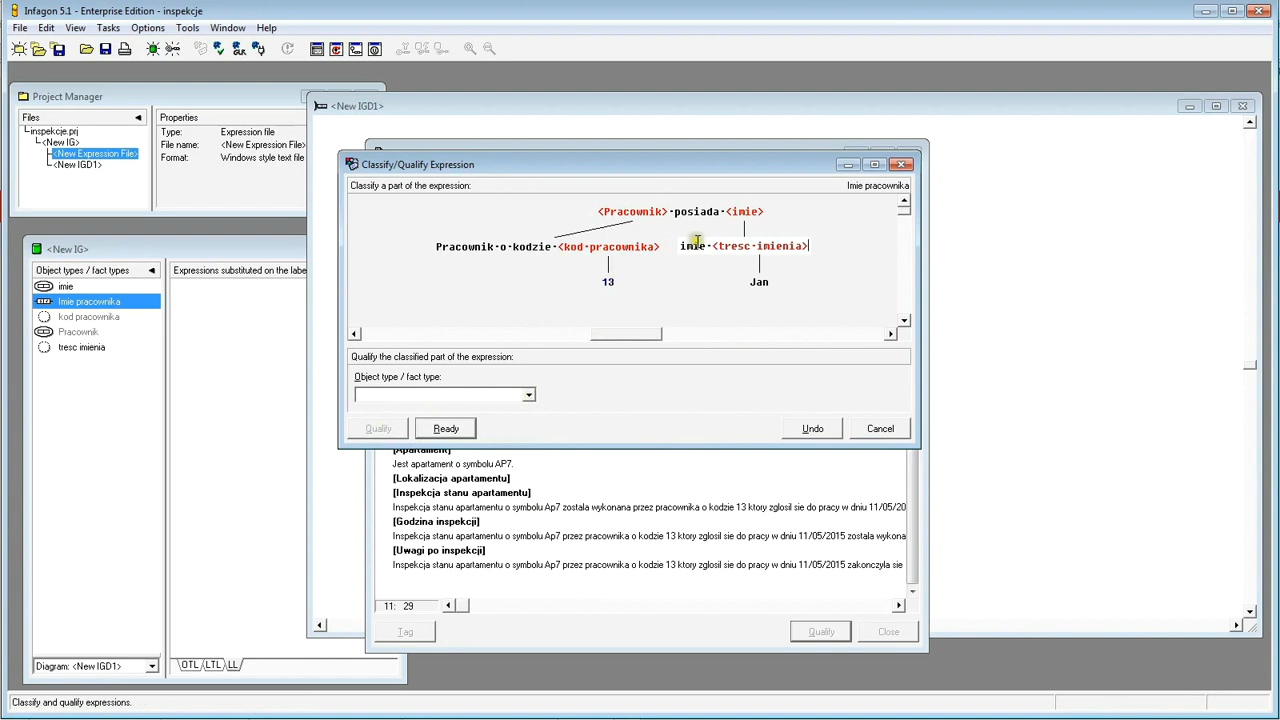 Infagon 5.1 - Enterprise Edition - inspekcje
File Edit View Tasks Options Tools Window Help
Project Manager
Files
Properties
inspekcje.prj
<New IG>
<New Expression File>
<New IGD1>
Type: Expression file
File name: <New Expression File>
Format: Windows style text file
<New IGD1>
Classify/Qualify Expression
Classify a part of the expression:
Imie pracownika
<Pracownik>·posiada·<imie>
Pracownik·o·kodzie·<kod·pracownika>
imie·<tresc·imienia>
13
Jan
Qualify the classified part of the expression:
Object type / fact type:
Qualify
Ready
Undo
Cancel
<New IG>
Object types / fact types
Expressions substituted on the label
imie
Imie pracownika
kod pracownika
Pracownik
tresc imienia
Diagram: <New IGD1>
OTL
LTL
LL
[Apartament]
Jest apartament o symbolu AP7.
[Lokalizacja apartamentu]
[Inspekcja stanu apartamentu]
Inspekcja stanu apartamentu o symbolu Ap7 zostala wykonana przez pracownika o kodzie 13 ktory zglosil sie do pracy w dniu 11/05/20
[Godzina inspekcji]
Inspekcja stanu apartamentu o symbolu Ap7 przez pracownika o kodzie 13 ktory zglosil sie do pracy w dniu 11/05/2015 zostala wykona
[Uwagi po inspekcji]
Inspekcja stanu apartamentu o symbolu Ap7 przez pracownika o kodzie 13 ktory zglosil sie do pracy w dniu 11/05/2015 zakonczyla sie
11: 29
Tag
Qualify
Close
Classify and qualify expressions.